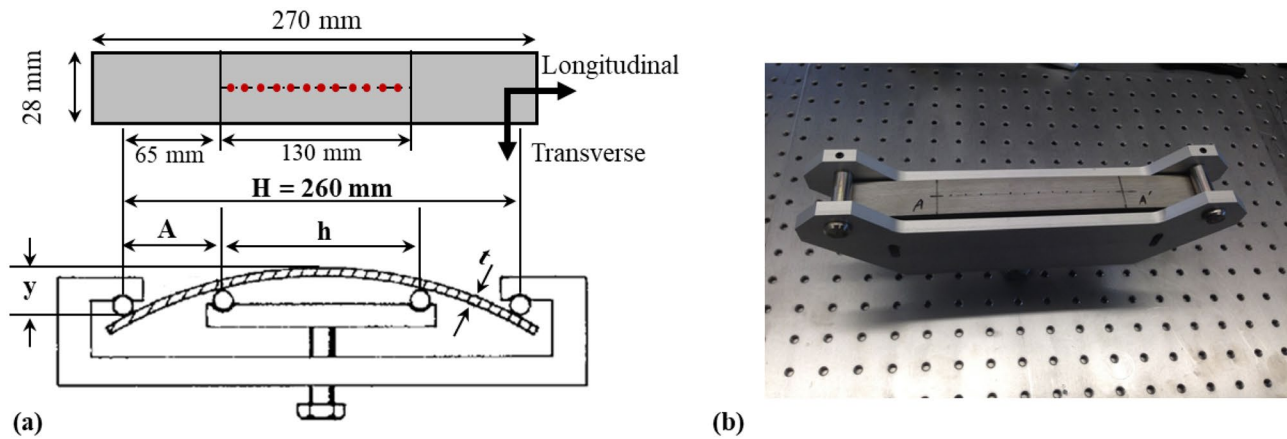 270 mm
28 mm
Longitudinal
65 mm
130 mm
Transverse
H = 260 mm
A
h
y
t
(a)
A
A'
(b)